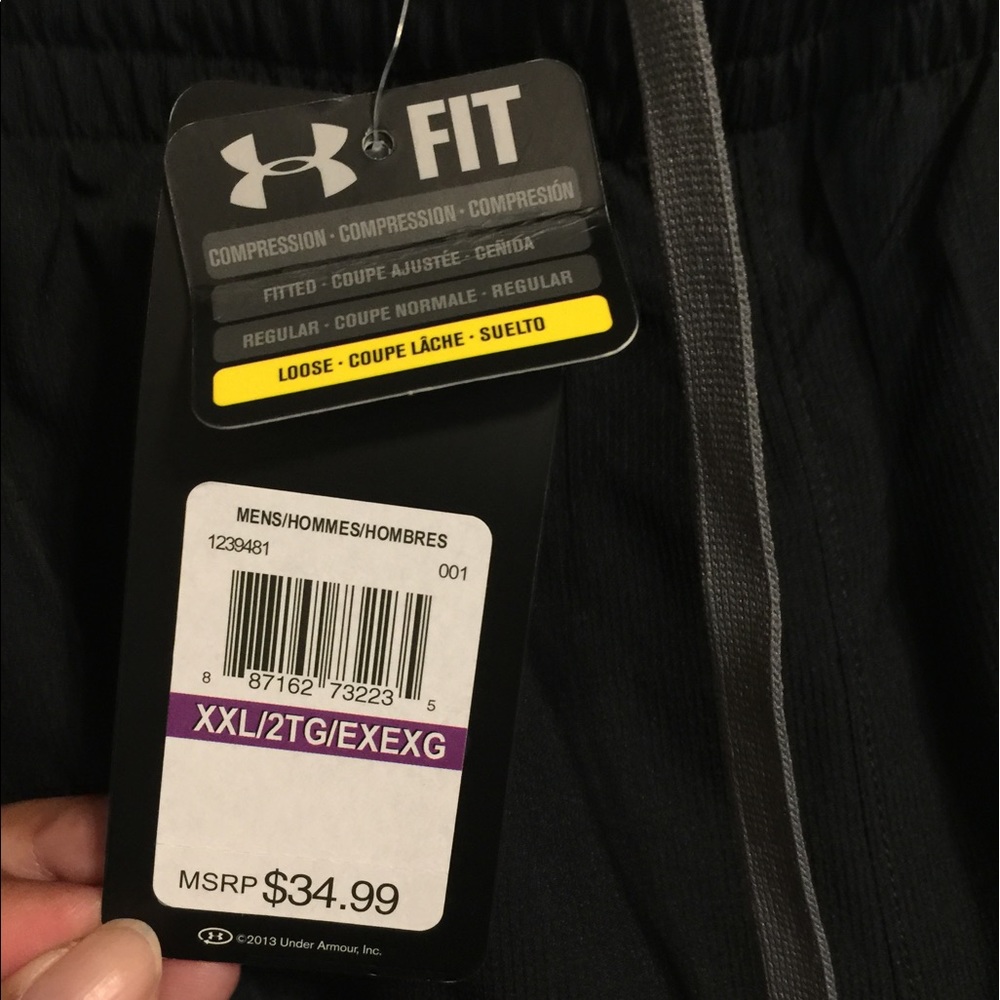 FIT
COMPRESSION · COMPRESSION · COMPRESIÓN
FITTED · COUPE AJUSTÉE · CEÑIDA
REGULAR · COUPE NORMALE · REGULAR
LOOSE · COUPE LÂCHE · SUELTO
MENS/HOMMES/HOMBRES
1239481
001
8 87162 73223 5
XXL/2TG/EXEXG
MSRP $34.99
©2013 Under Armour, Inc.